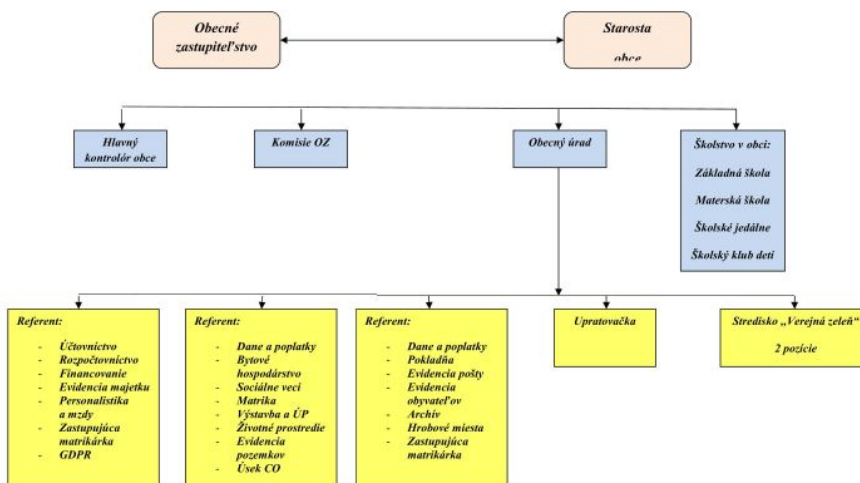 Obecné
zastupiteľstvo
Starosta
obce
Hlavný
kontrolór obce
Komisie OZ
Obecný úrad
Školstvo v obci:
Základná škola
Materská škola
Školské jedálne
Školský klub detí
Referent:
- Účtovníctvo
- Rozpočtovníctvo
- Financovanie
- Evidencia majetku
- Personalistika
a mzdy
- Zastupujúca
matrikárka
- GDPR
Referent:
- Dane a poplatky
- Bytové
hospodárstvo
- Sociálne veci
- Matrika
- Výstavba a ÚP
- Životné prostredie
- Evidencia
pozemkov
- Úsek CO
Referent:
- Dane a poplatky
- Pokladňa
- Evidencia pošty
- Evidencia
obyvateľov
- Archív
- Hrobové miesta
- Zastupujúca
matrikárka
Upratovačka
Stredisko „Verejná zeleň“
2 pozície